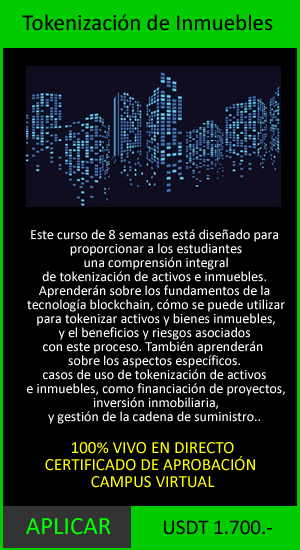 Tokenización de Inmuebles
Este curso de 8 semanas está diseñado para
proporcionar a los estudiantes
una comprensión integral
de tokenización de activos e inmuebles.
Aprenderán sobre los fundamentos de la
tecnología blockchain, cómo se puede utilizar
para tokenizar activos y bienes inmuebles,
y el beneficios y riesgos asociados
con este proceso. También aprenderán
sobre los aspectos específicos.
casos de uso de tokenización de activos
e inmuebles, como financiación de proyectos,
inversión inmobiliaria,
y gestión de la cadena de suministro..
100% VIVO EN DIRECTO
CERTIFICADO DE APROBACIÓN
CAMPUS VIRTUAL
APLICAR
USDT 1.700.-